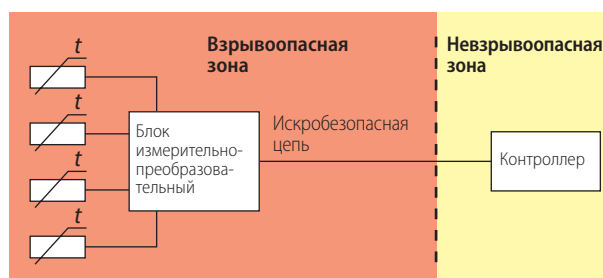 Взрывоопасная
зона
Невзрывоопасная
зона
t
t
t
t
Блок
измерительно-
преобразова-
тельный
Искробезопасная
цепь
Контроллер